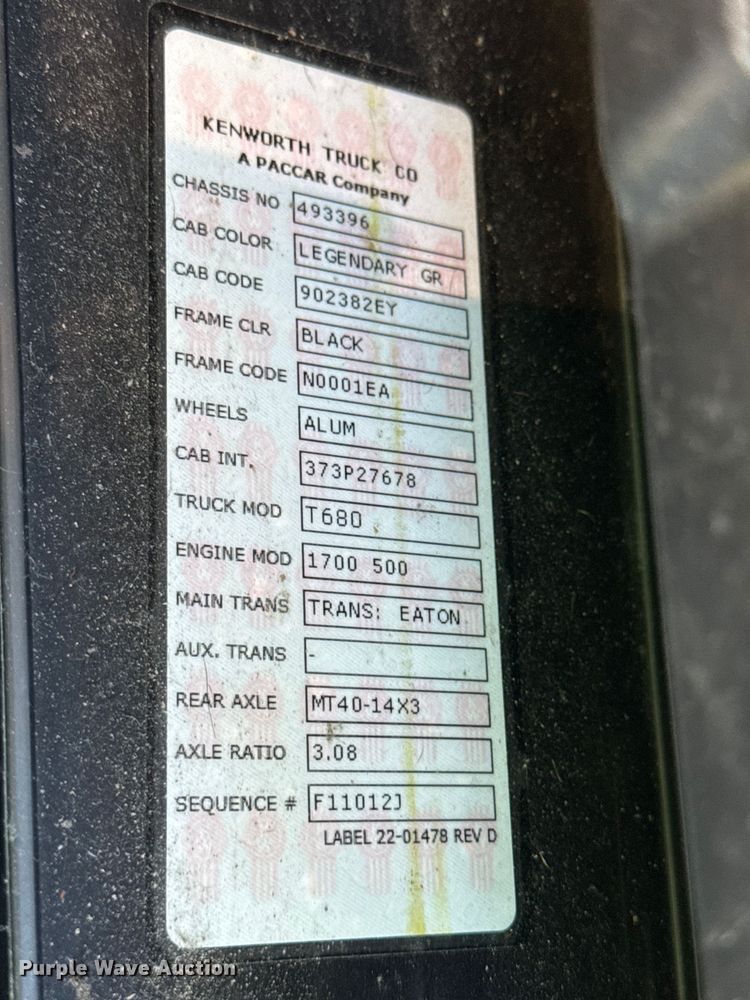 KENWORTH TRUCK CO
A PACCAR Company
CHASSIS NO 493396
CAB COLOR LEGENDARY GR
CAB CODE 902382EY
FRAME CLR BLACK
FRAME CODE N0001EA
WHEELS ALUM
CAB INT. 373P27678
TRUCK MOD T680
ENGINE MOD 1700 500
MAIN TRANS TRANS: EATON
AUX. TRANS -
REAR AXLE MT40-14X3
AXLE RATIO 3.08
SEQUENCE # F11012J
LABEL 22-01478 REV D
Purple Wave Auction